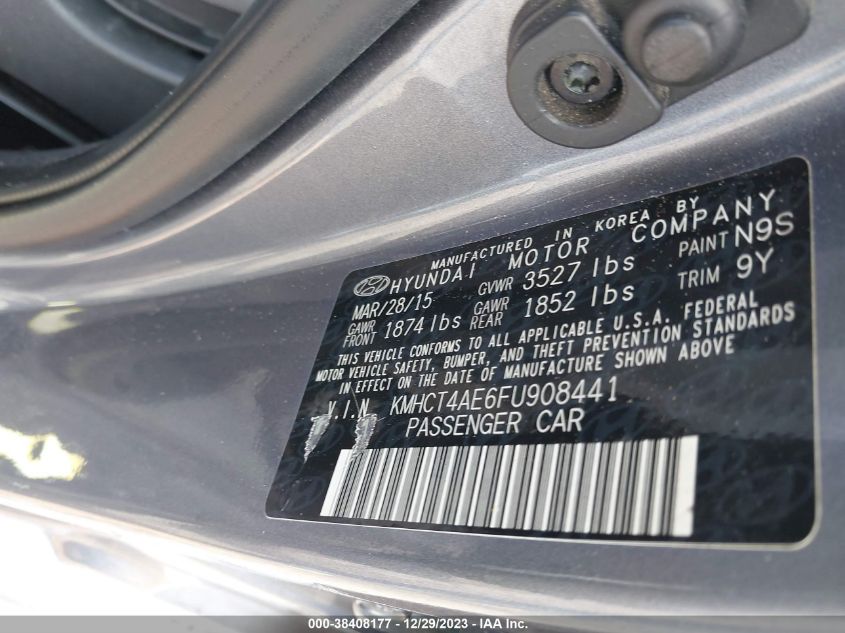 MANUFACTURED IN KOREA BY
HYUNDAI MOTOR COMPANY
MAR/28/15 GVWR 3527 lbs PAINT N9S
GAWR FRONT 1874 lbs GAWR REAR 1852 lbs TRIM 9Y
THIS VEHICLE CONFORMS TO ALL APPLICABLE U.S.A. FEDERAL
MOTOR VEHICLE SAFETY, BUMPER, AND THEFT PREVENTION STANDARDS
IN EFFECT ON THE DATE OF MANUFACTURE SHOWN ABOVE.
V.I.N KMHCT4AE6FU908441
PASSENGER CAR
000-38408177 - 12/29/2023 - IAA Inc.